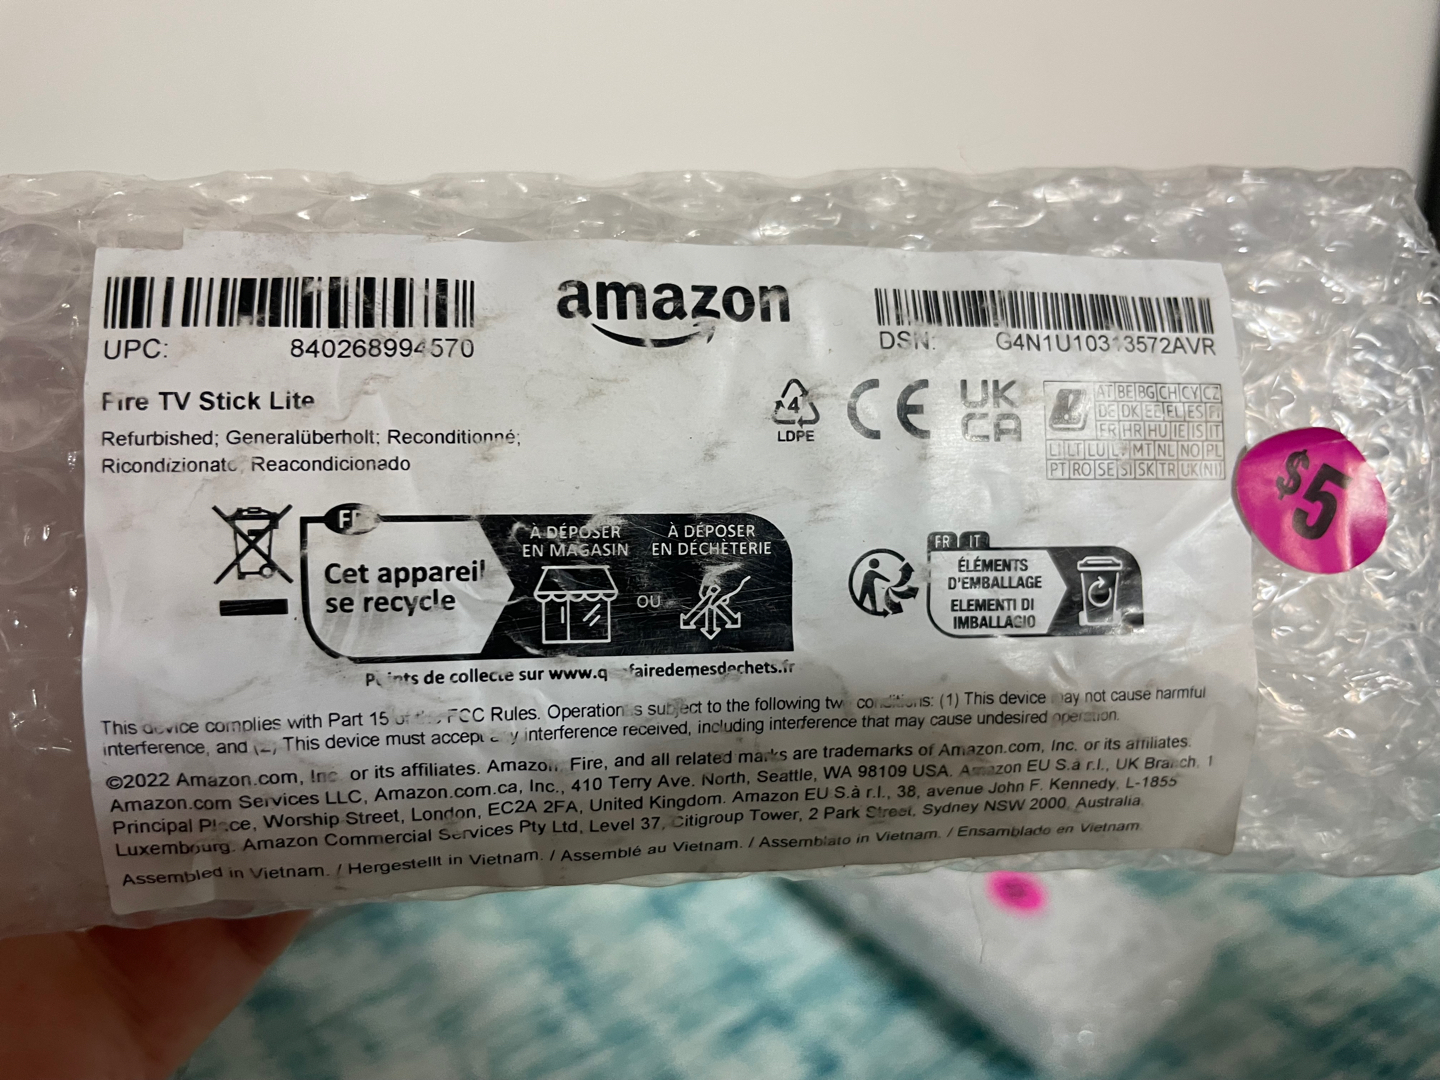 UPC: 840268994570
amazon
DSN: G4N1U10313572AVR
Fire TV Stick Lite
Refurbished; Generalüberholt; Reconditionné;
Ricondizionato, Reacondicionado
4
LDPE
CE
UK
CA
AT BE BG CH CY CZ
DE DK EE EL ES FI
FR HR HU IE IS IT
LI LT LU LV MT NL NO PL
PT RO SE SI SK TR UK(NI)
$5
FR
Cet appareil
se recycle
À DÉPOSER
EN MAGASIN
OU
À DÉPOSER
EN DÉCHÈTERIE
Points de collecte sur www.quefairedemesdechets.fr
FR IT
ÉLÉMENTS
D'EMBALLAGE
ELEMENTI DI
IMBALLAGIO
This device complies with Part 15 of the FCC Rules. Operation is subject to the following two conditions: (1) This device may not cause harmful
interference, and (2) This device must accept any interference received, including interference that may cause undesired operation.
©2022 Amazon.com, Inc. or its affiliates. Amazon, Fire, and all related marks are trademarks of Amazon.com, Inc. or its affiliates.
Amazon.com Services LLC, Amazon.com.ca, Inc., 410 Terry Ave. North, Seattle, WA 98109 USA. Amazon EU S.à r.l., UK Branch, 1
Principal Place, Worship Street, London, EC2A 2FA, United Kingdom. Amazon EU S.à r.l., 38, avenue John F. Kennedy, L-1855
Luxembourg. Amazon Commercial Services Pty Ltd, Level 37, Citigroup Tower, 2 Park Street, Sydney NSW 2000, Australia.
Assembled in Vietnam. / Hergestellt in Vietnam. / Assemblé au Vietnam. / Assemblato in Vietnam. / Ensamblado en Vietnam.